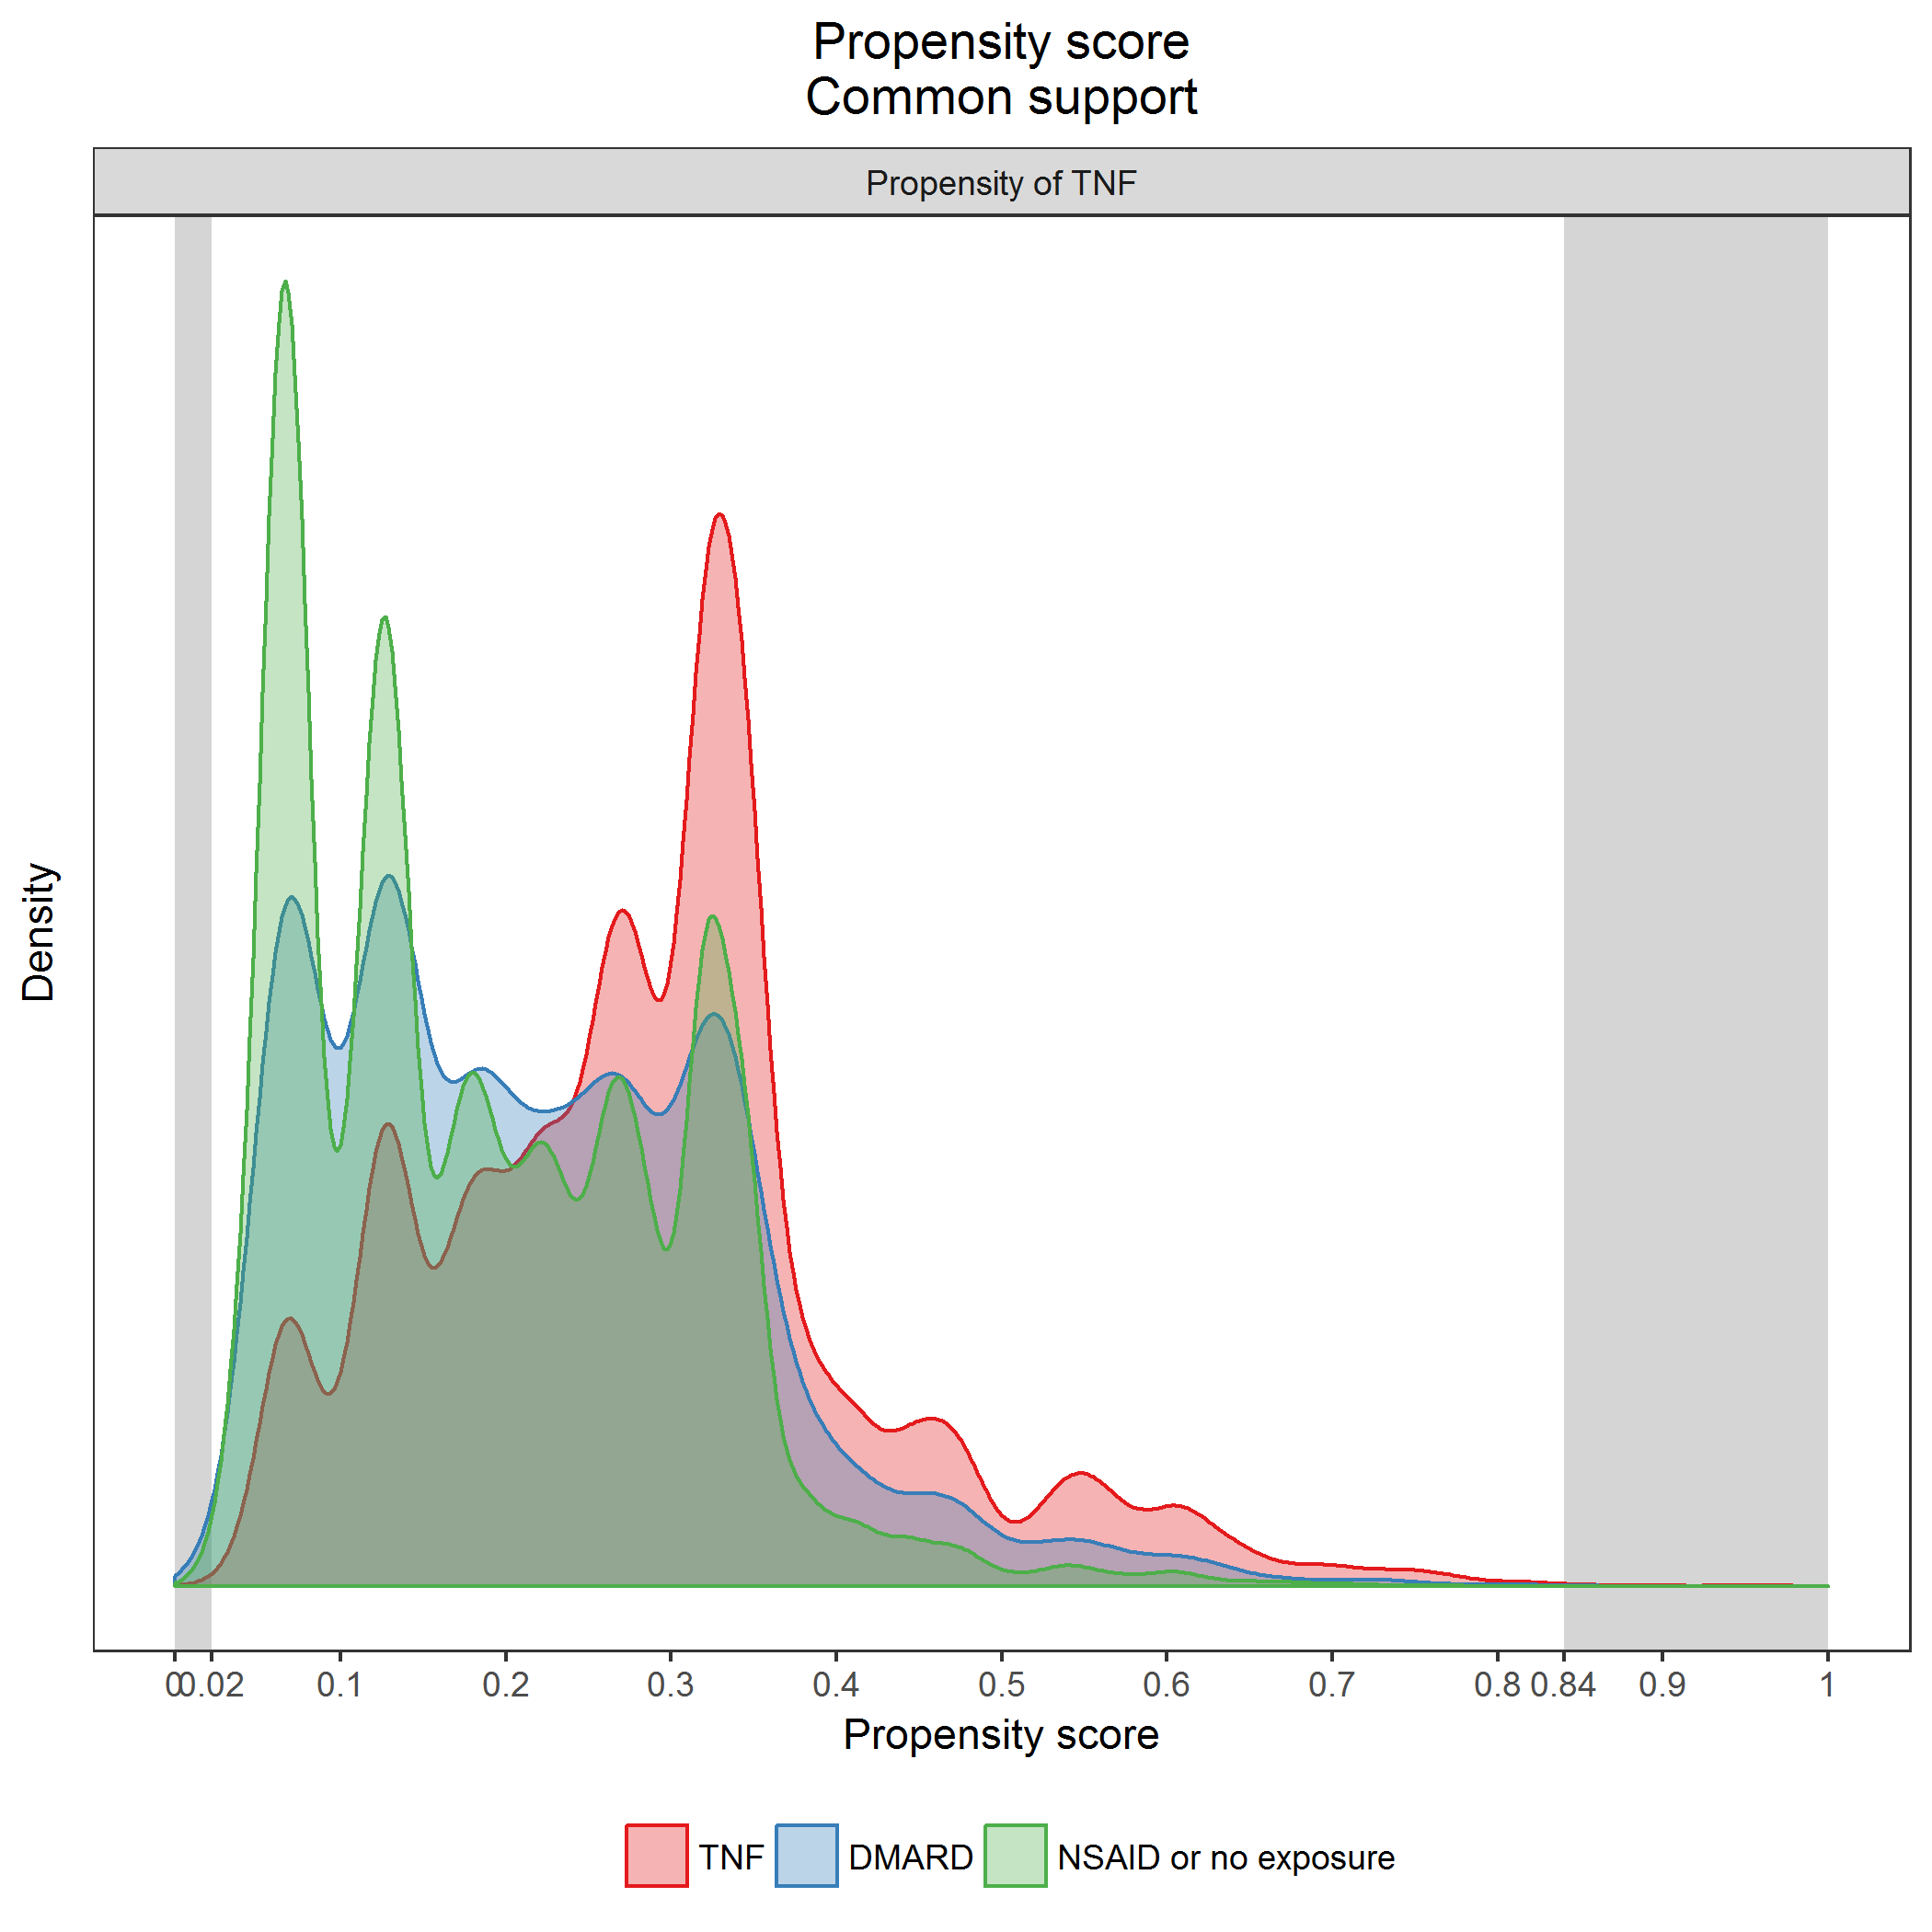 Propensity score
Common support
Propensity of TNF
Density
0 0.02 0.1 0.2 0.3 0.4 0.5 0.6 0.7 0.8 0.84 0.9 1
Propensity score
TNF DMARD NSAID or no exposure